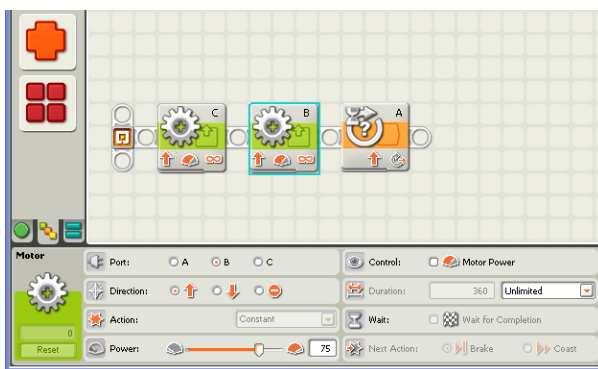 C B A
Motor
0
Reset
Port: A B C
Direction:
Action: Constant
Power: 75
Control: Motor Power
Duration: 360 Unlimited
Wait: Wait for Completion
Next Action: Brake Coast